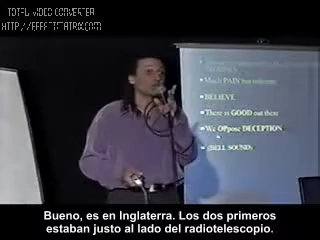 TOTAL VIDEO CONVERTER
HTTP://EFFECTMATRIX.COM
Much PAIN but
BELIEVE
There is GOOD out there
We OPpose DECEPTION
(BELL SOUND)
Bueno, es en Inglaterra. Los dos primeros
estaban justo al lado del radiotelescopio.